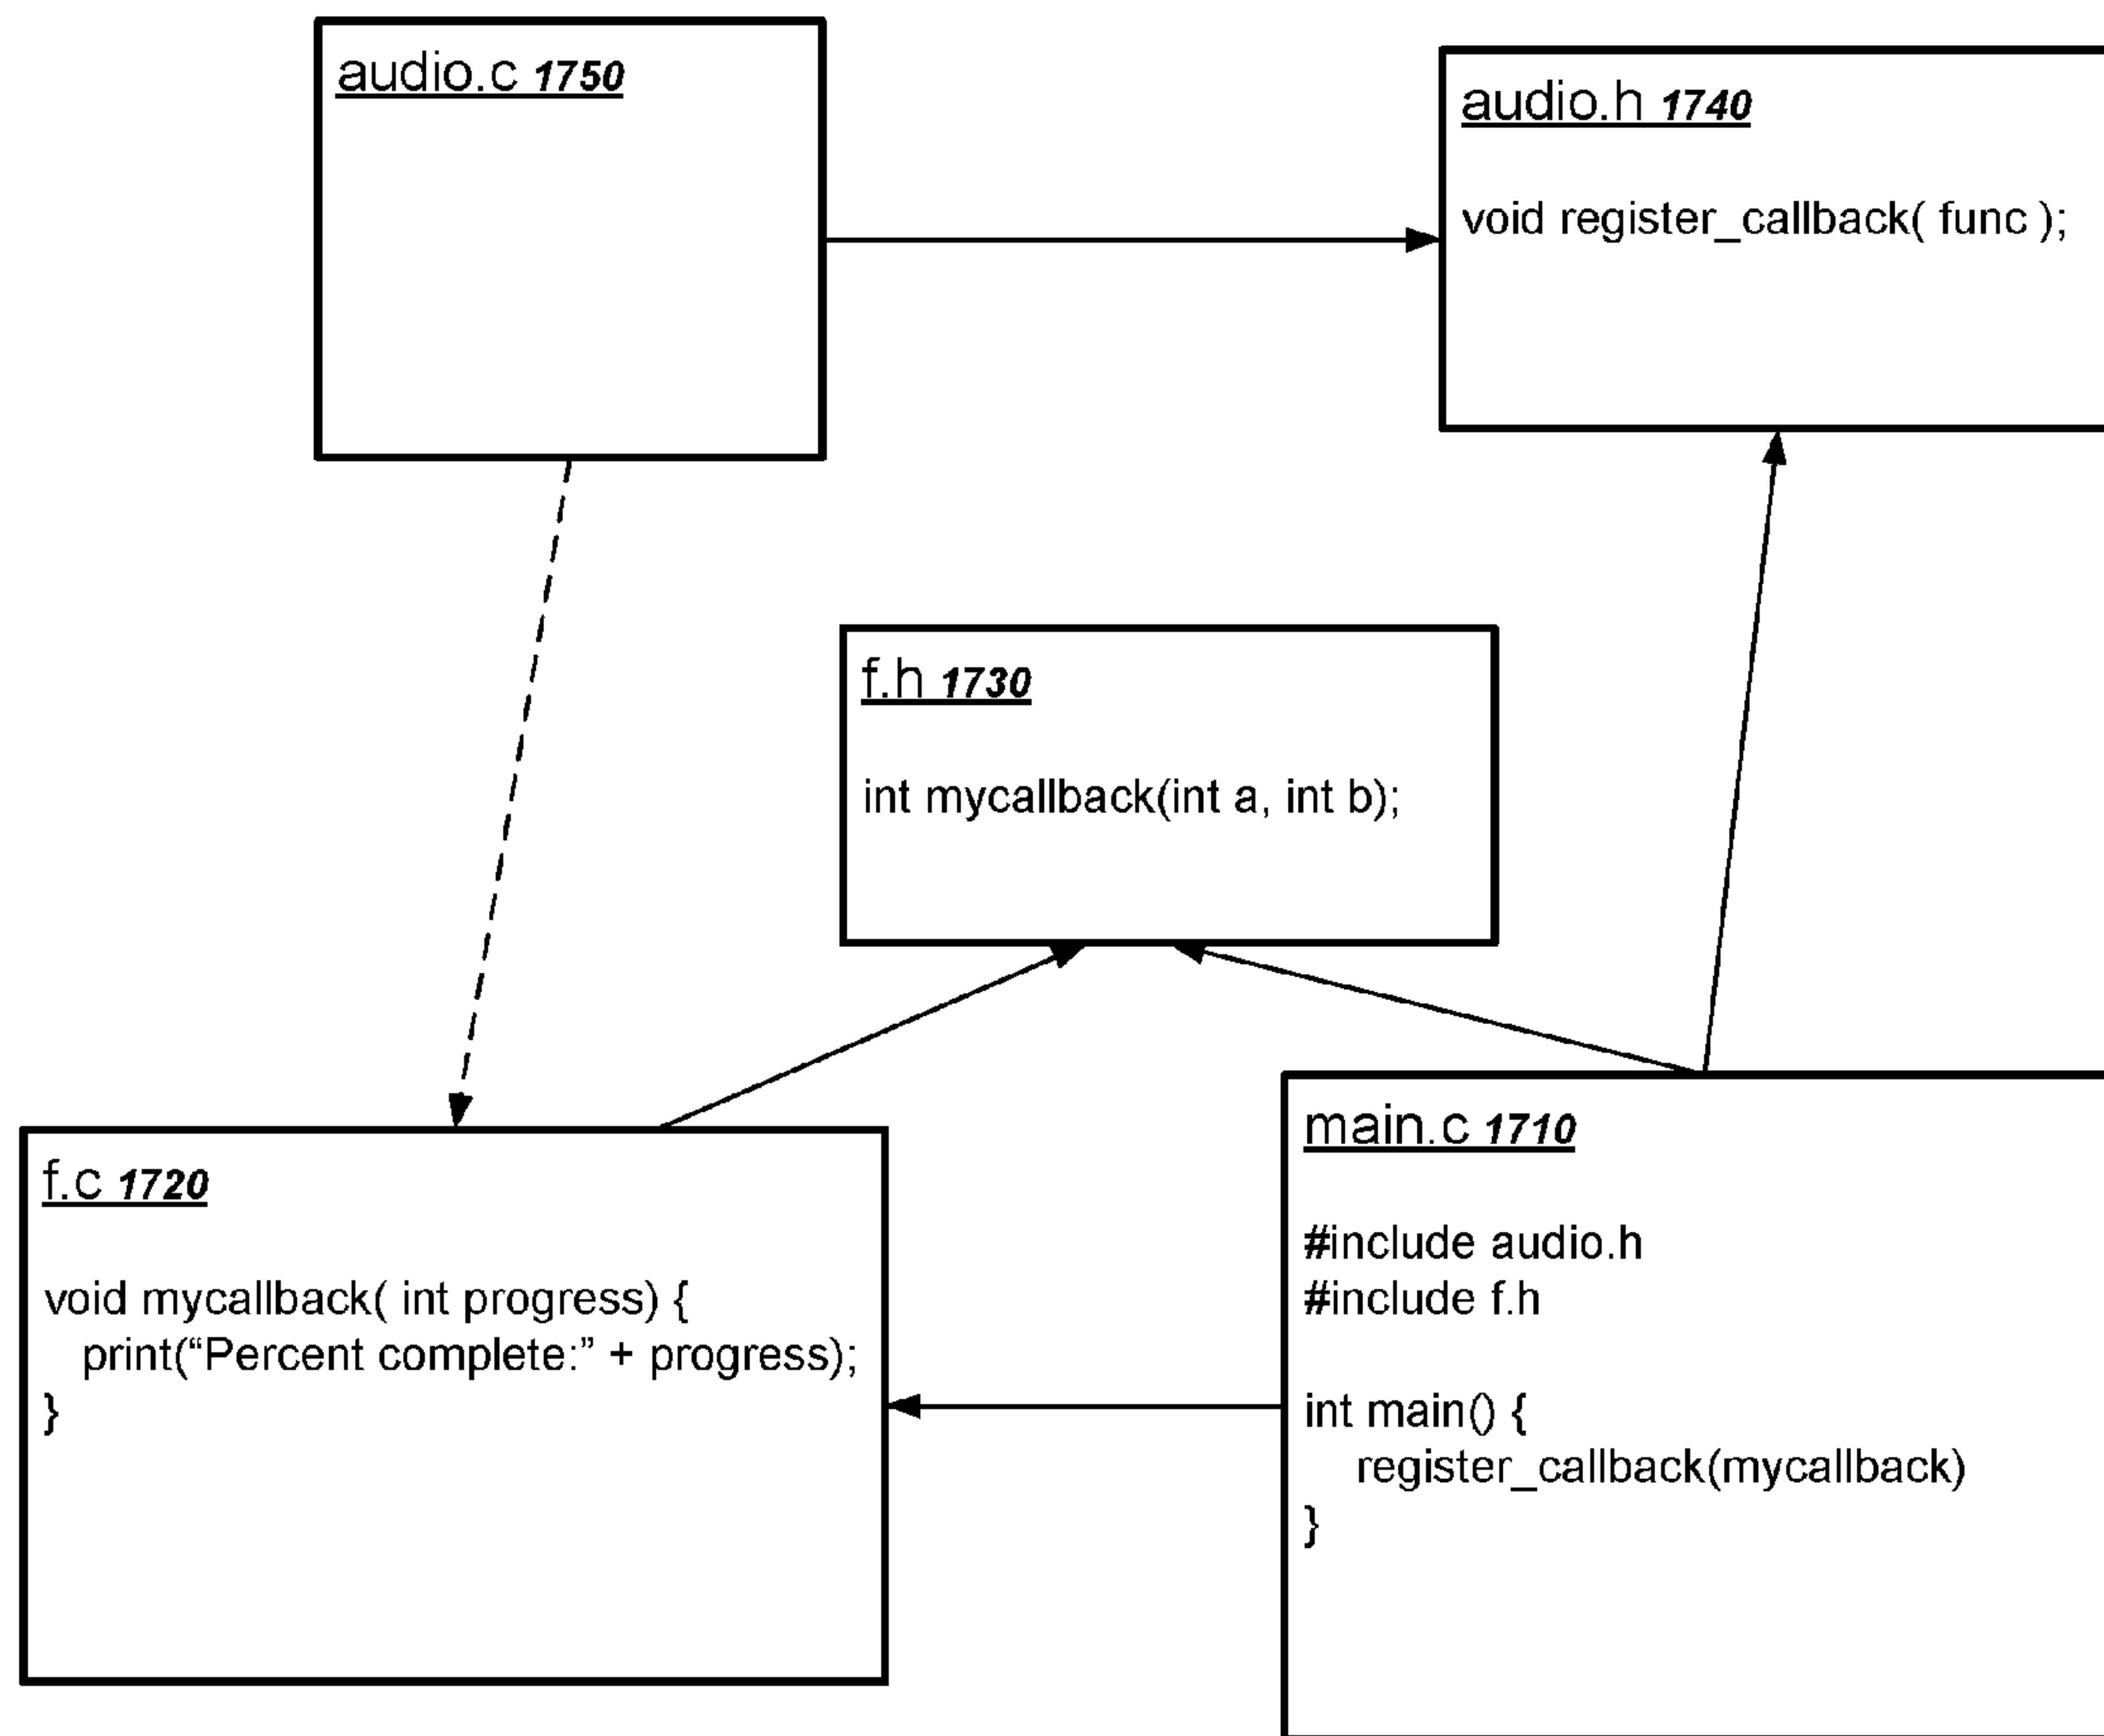 audio.c 1750
audio.h 1740
void register_callback( func );
f.h 1730
int mycallback(int a, int b);
f.c 1720
void mycallback( int progress) {
print(“Percent complete:” + progress);
}
main.c 1710
#include audio.h
#include f.h
int main() {
register_callback(mycallback)
}